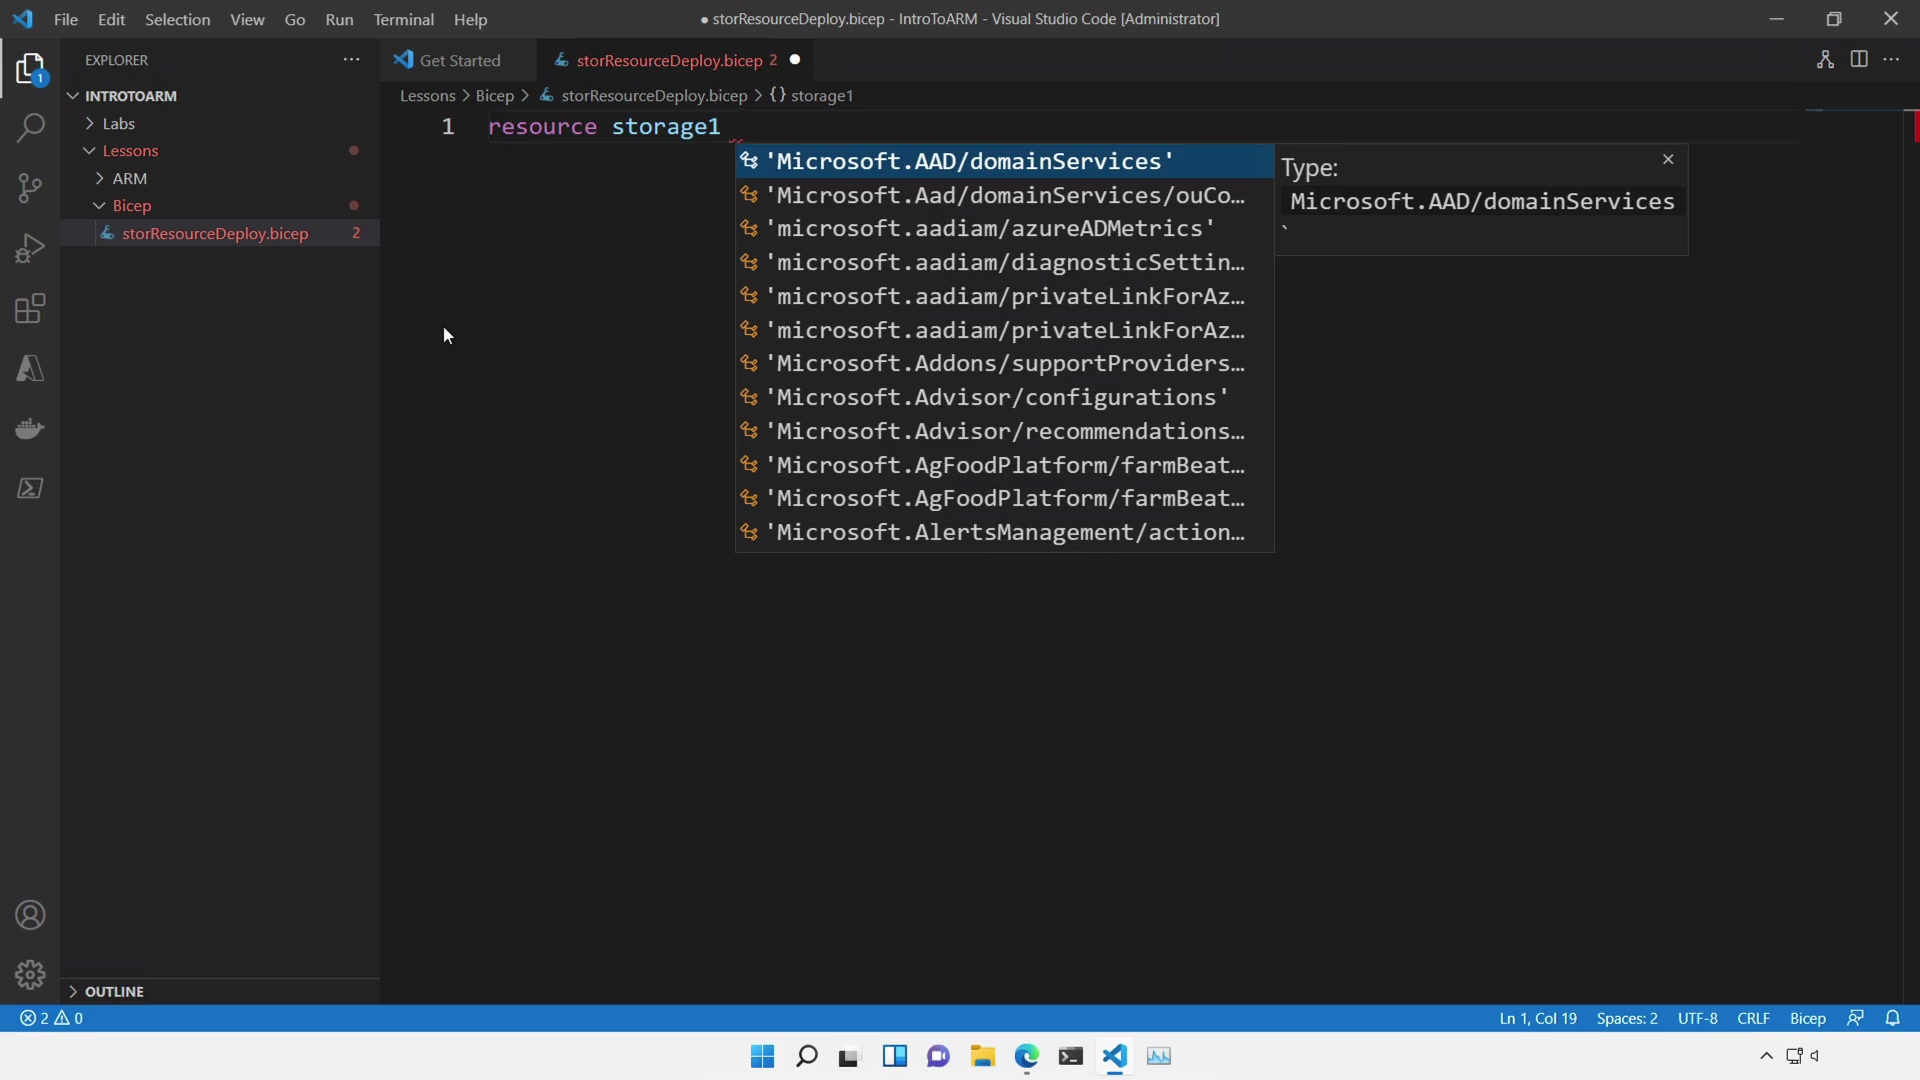 File Edit Selection View Go Run Terminal Help
● storResourceDeploy.bicep - IntroToARM - Visual Studio Code [Administrator]
EXPLORER
Get Started
storResourceDeploy.bicep 2
1
INTROTOARM
Lessons > Bicep > storResourceDeploy.bicep > {} storage1
Labs
1 resource storage1
Lessons
ARM
Bicep
storResourceDeploy.bicep 2
'Microsoft.AAD/domainServices'
'Microsoft.Aad/domainServices/ouCo…
'microsoft.aadiam/azureADMetrics'
'microsoft.aadiam/diagnosticSettin…
'microsoft.aadiam/privateLinkForAz…
'microsoft.aadiam/privateLinkForAz…
'Microsoft.Addons/supportProviders…
'Microsoft.Advisor/configurations'
'Microsoft.Advisor/recommendations…
'Microsoft.AgFoodPlatform/farmBeat…
'Microsoft.AgFoodPlatform/farmBeat…
'Microsoft.AlertsManagement/action…
Type:
Microsoft.AAD/domainServices
`
OUTLINE
2 0
Ln 1, Col 19 Spaces: 2 UTF-8 CRLF Bicep